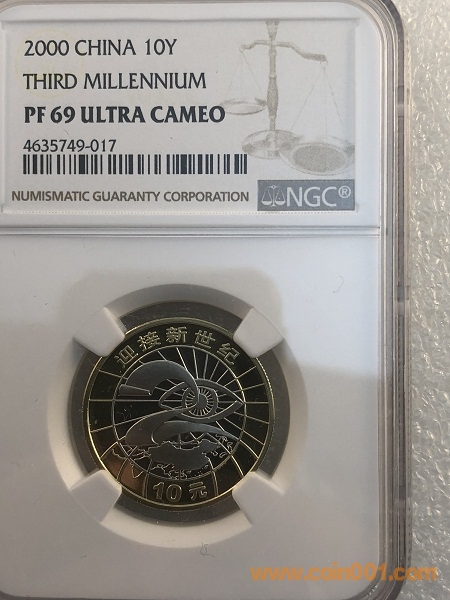 2000 CHINA 10Y
THIRD MILLENNIUM
PF 69 ULTRA CAMEO
4635749-017
NUMISMATIC GUARANTY CORPORATION
NGC®
迎接新世纪
10元
www.coin001.com